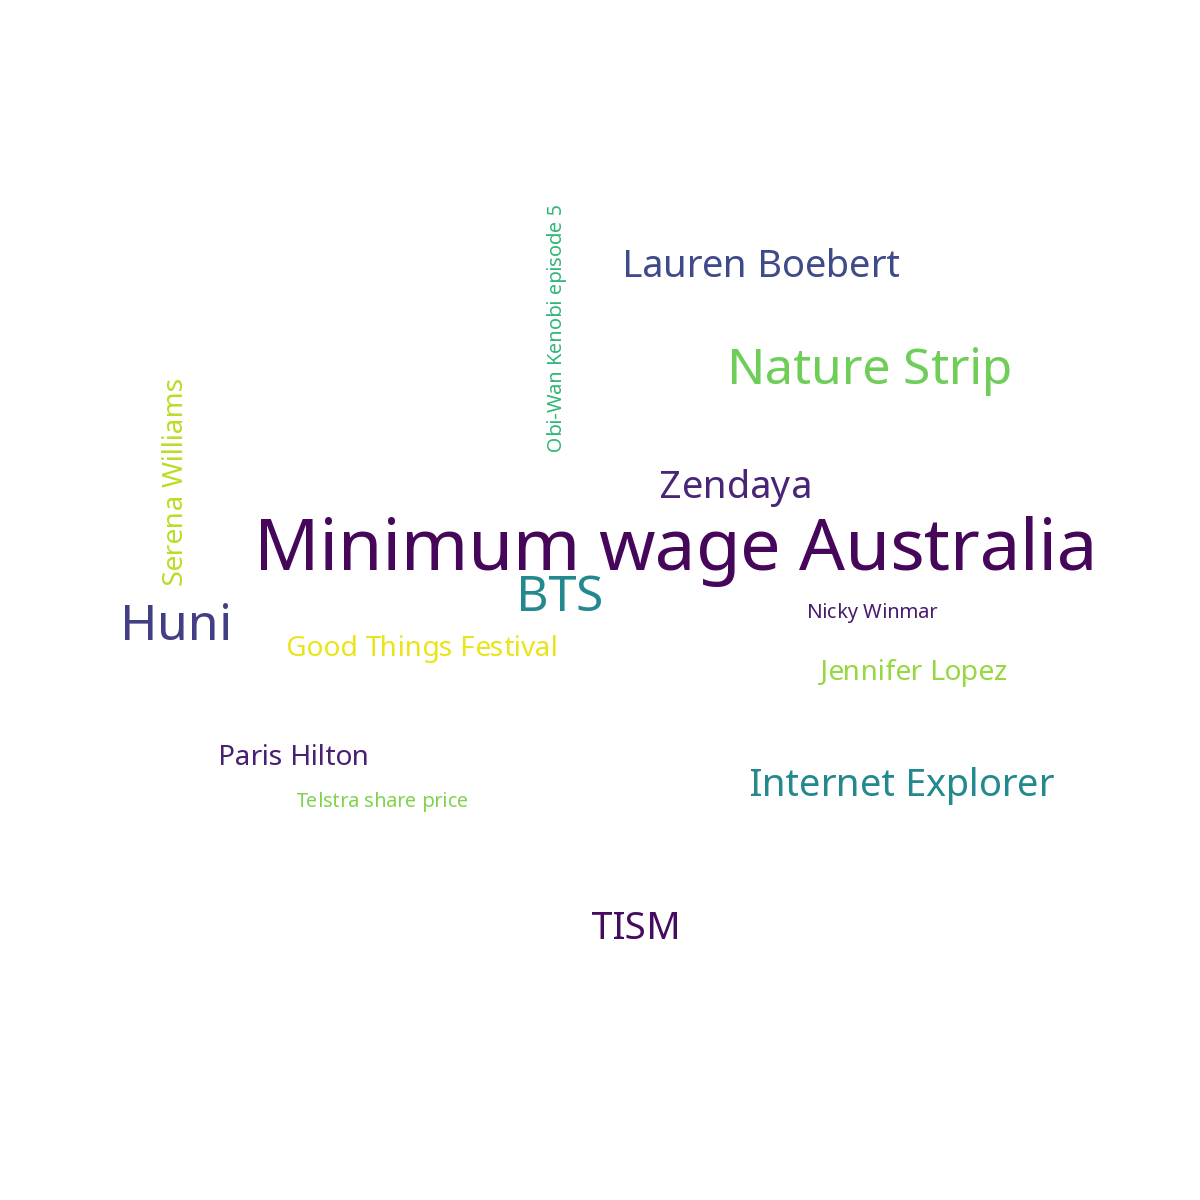 Obi-Wan Kenobi episode 5
Lauren Boebert
Nature Strip
Serena Williams
Zendaya
Minimum wage Australia
BTS
Huni
Nicky Winmar
Good Things Festival
Jennifer Lopez
Paris Hilton
Internet Explorer
Telstra share price
TISM